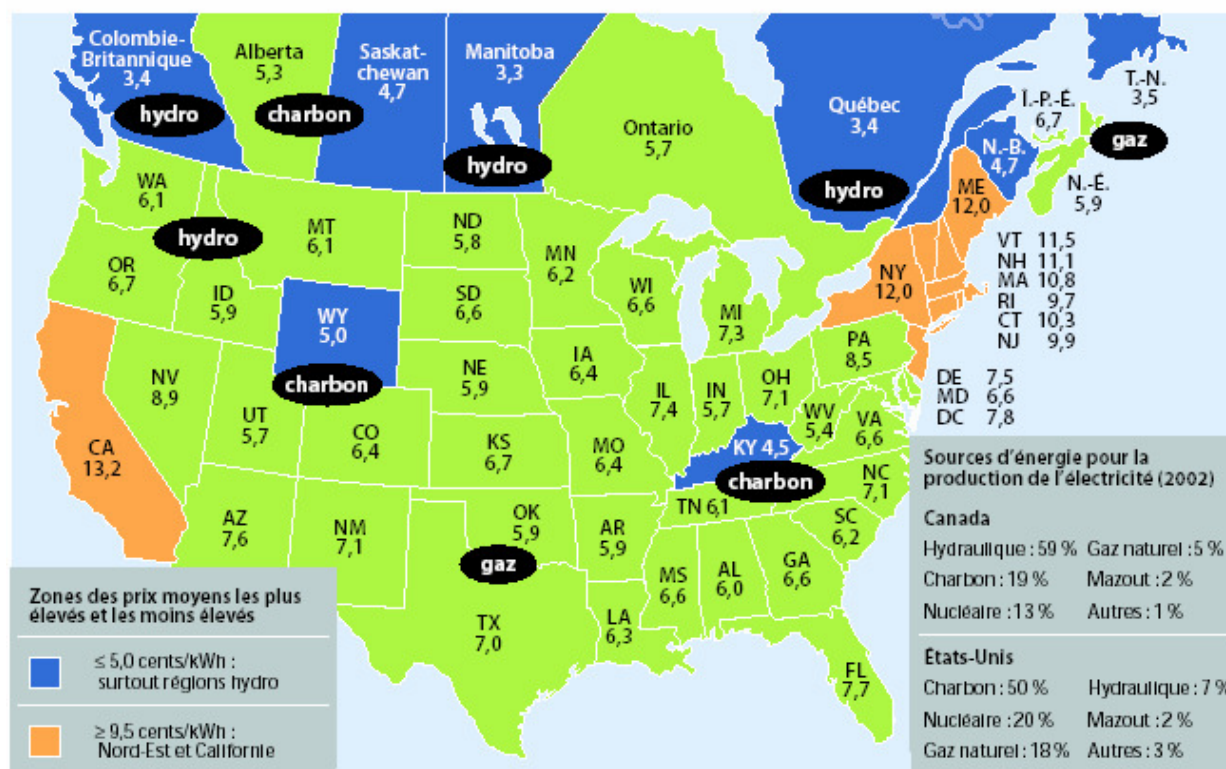 Colombie-
Britannique
3,4
hydro
Alberta
5,3
charbon
Saskat-
chewan
4,7
Manitoba
3,3
hydro
Ontario
5,7
Québec
3,4
hydro
T.-N.
3,5
Î.-P.-É.
6,7
gaz
N.-B.
4,7
N.-É.
5,9
ME
12,0
WA
6,1
hydro
MT
6,1
ND
5,8
MN
6,2
OR
6,7
ID
5,9
WY
5,0
charbon
SD
6,6
WI
6,6
MI
7,3
NY
12,0
VT 11,5
NH 11,1
MA 10,8
RI 9,7
CT 10,3
NJ 9,9
PA
8,5
DE 7,5
MD 6,6
DC 7,8
CA
13,2
NV
8,9
UT
5,7
CO
6,4
NE
5,9
IA
6,4
IL
7,4
IN
5,7
OH
7,1
WV
5,4
VA
6,6
KS
6,7
MO
6,4
KY 4,5
charbon
NC
7,1
TN 6,1
SC
6,2
AZ
7,6
NM
7,1
OK
5,9
gaz
AR
5,9
MS
6,6
AL
6,0
GA
6,6
TX
7,0
LA
6,3
FL
7,7
Zones des prix moyens les plus
élevés et les moins élevés
≤ 5,0 cents/kWh :
surtout régions hydro
≥ 9,5 cents/kWh :
Nord-Est et Californie
Sources d'énergie pour la
production de l'électricité (2002)
Canada
Hydraulique : 59 % Gaz naturel : 5 %
Charbon : 19 % Mazout : 2 %
Nucléaire : 13 % Autres : 1 %
États-Unis
Charbon : 50 % Hydraulique : 7 %
Nucléaire : 20 % Mazout : 2 %
Gaz naturel : 18 % Autres : 3 %